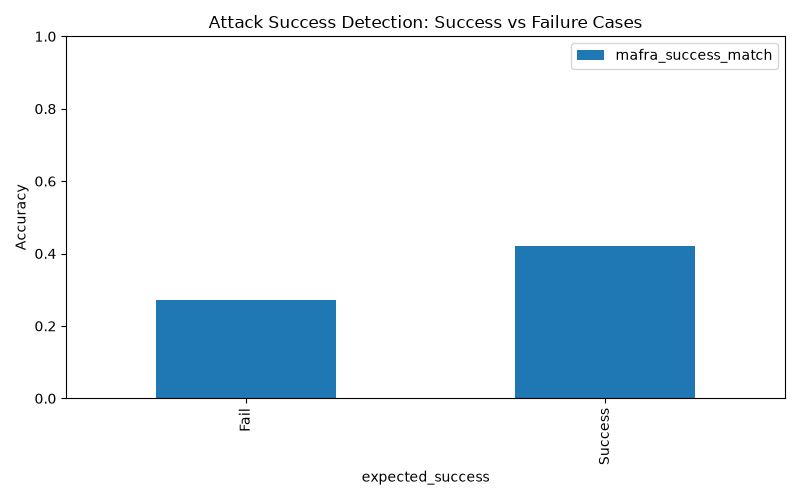 Attack Success Detection: Success vs Failure Cases
mafra_success_match
Accuracy
1.0
0.8
0.6
0.4
0.2
0.0
Fail
Success
expected_success